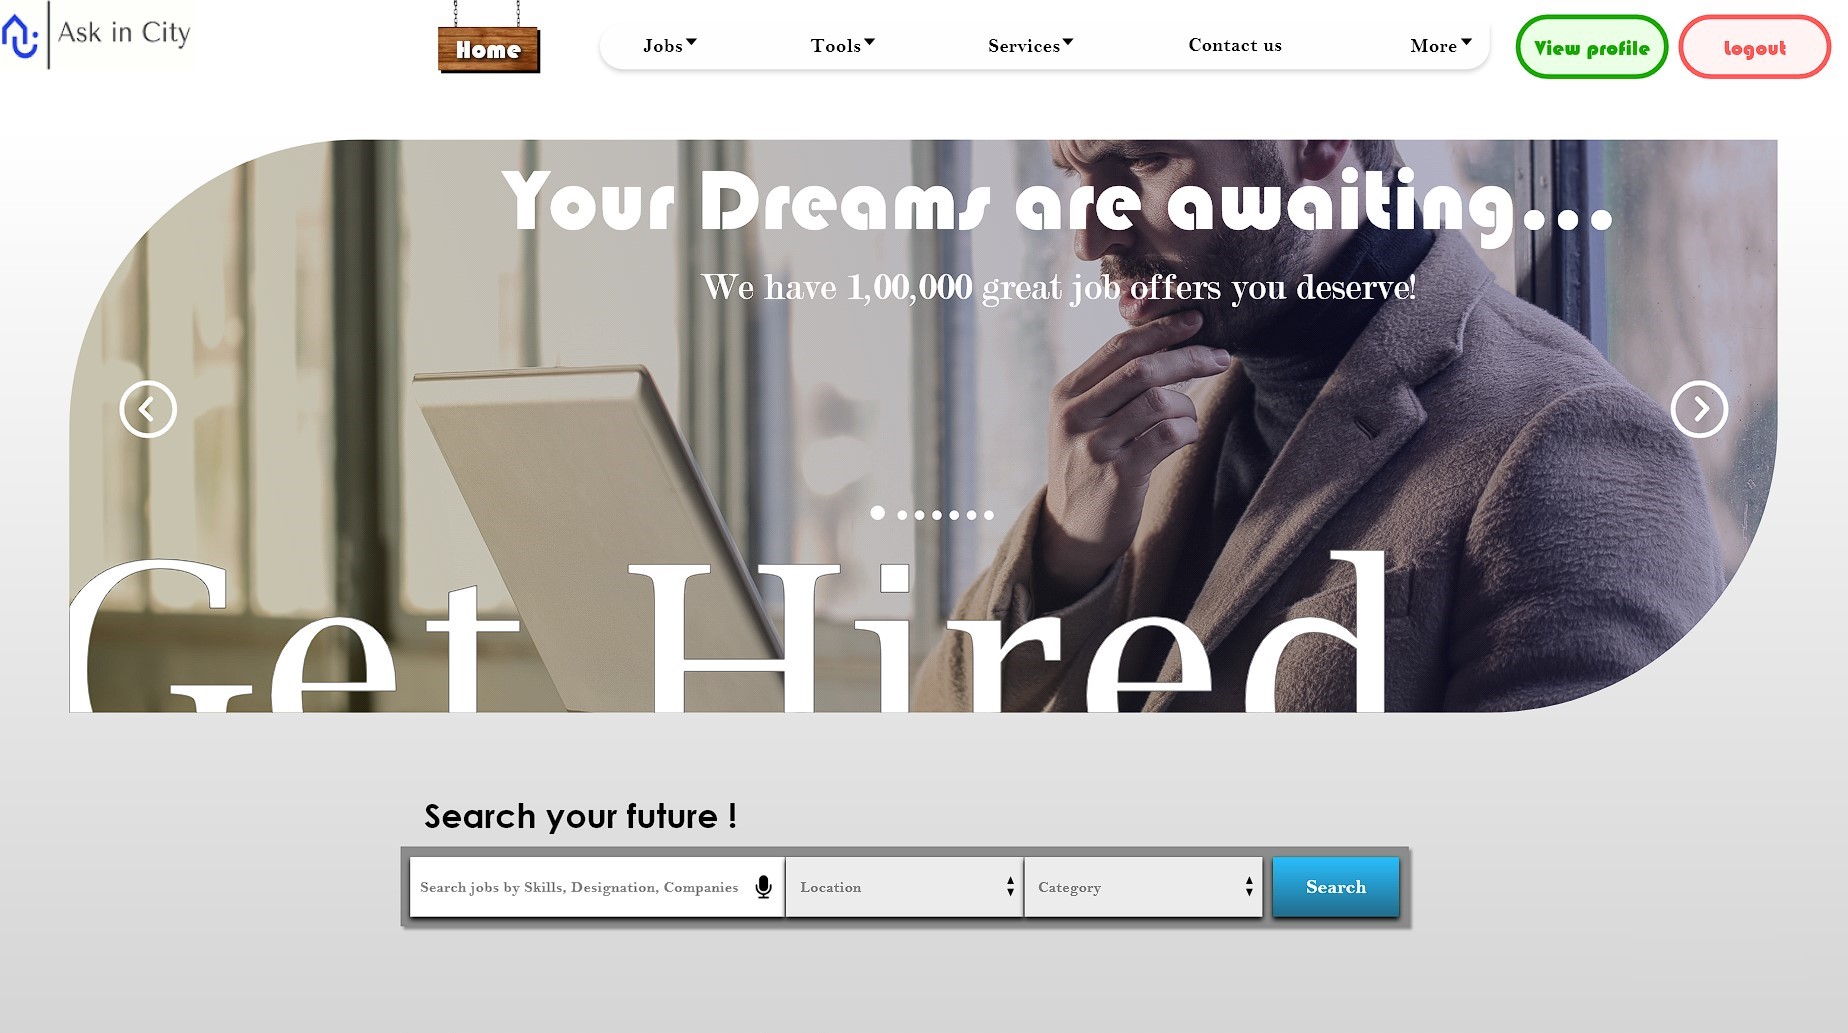 Ask in City
Home
Jobs
Tools
Services
Contact us
More
View profile
Logout
Your Dreams are awaiting...
We have 1,00,000 great job offers you deserve!
Get Hired
Search your future !
Search jobs by Skills, Designation, Companies
Location
Category
Search